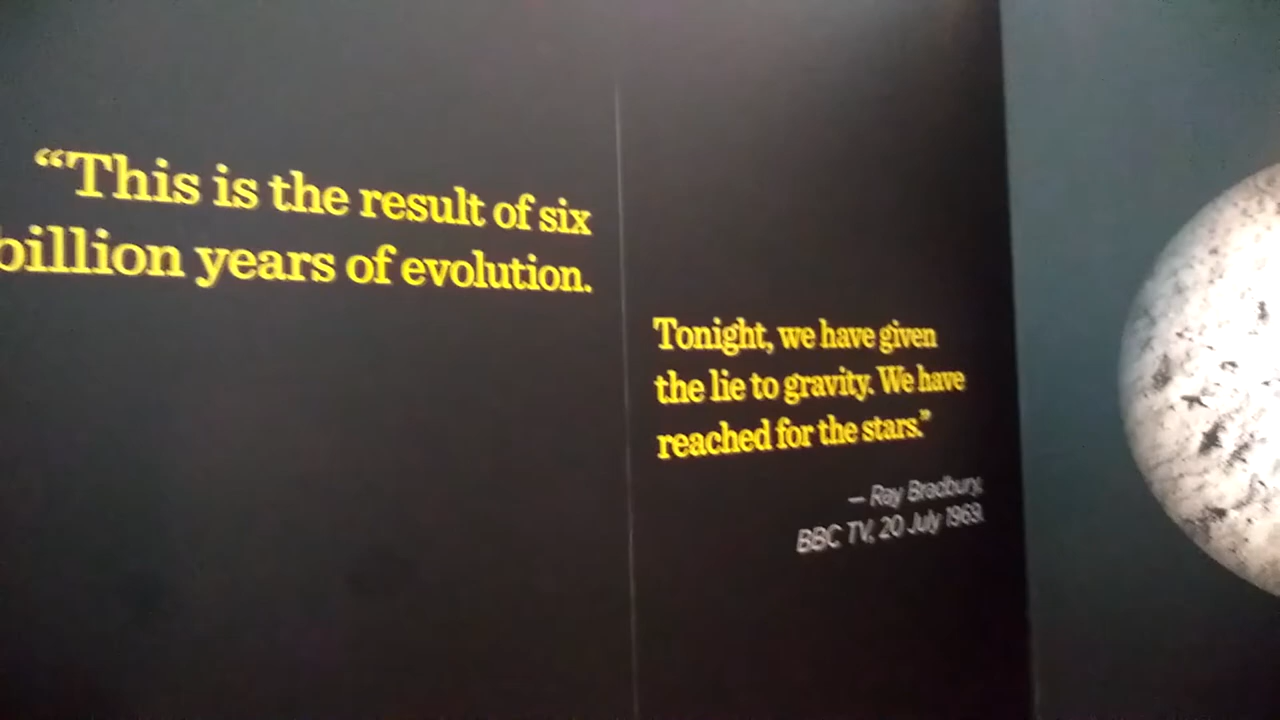 “This is the result of six
billion years of evolution.
Tonight, we have given
the lie to gravity. We have
reached for the stars.”
— Ray Bradbury,
BBC TV, 20 July 1969.